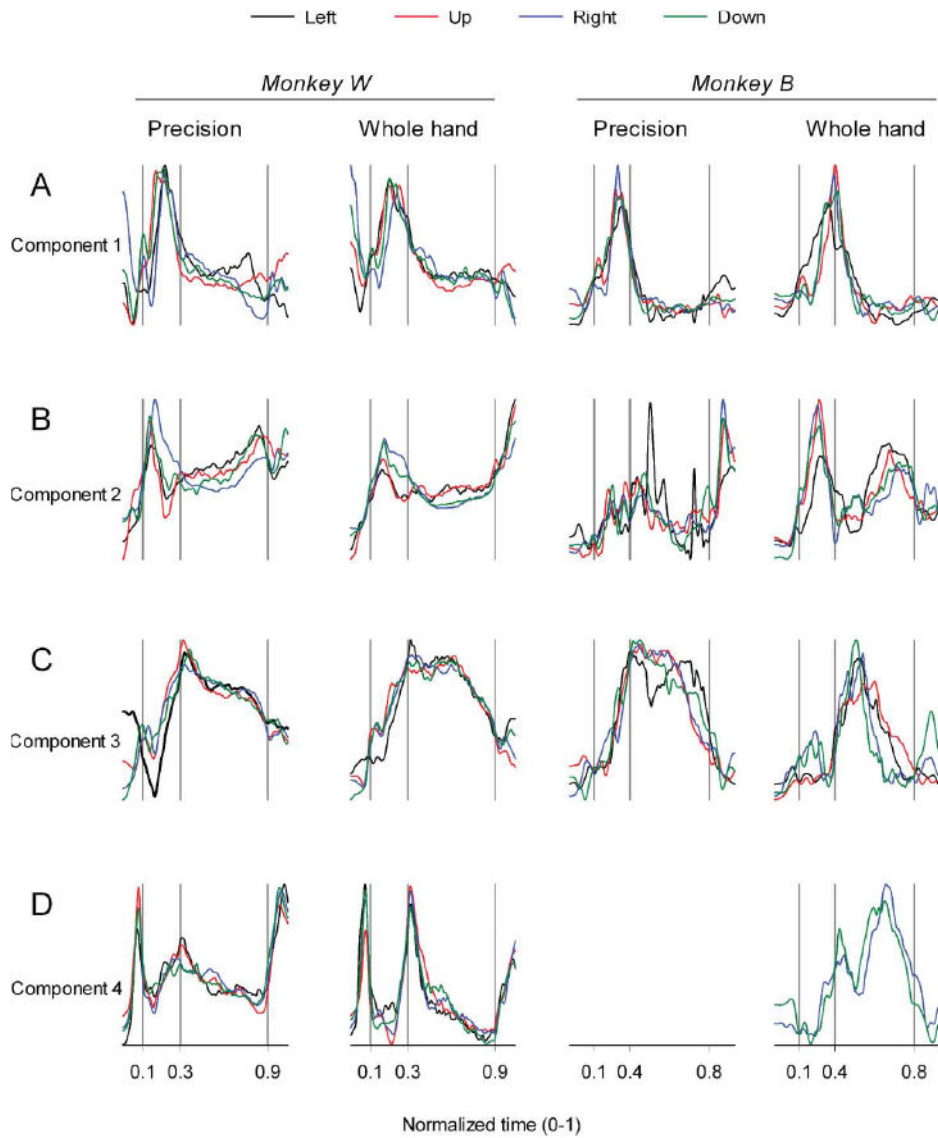 Left Up Right Down
Monkey W Monkey B
Precision Whole hand Precision Whole hand
A
Component 1
B
Component 2
C
Component 3
D
Component 4
0.1 0.3 0.9 0.1 0.3 0.9 0.1 0.4 0.8 0.1 0.4 0.8
Normalized time (0-1)